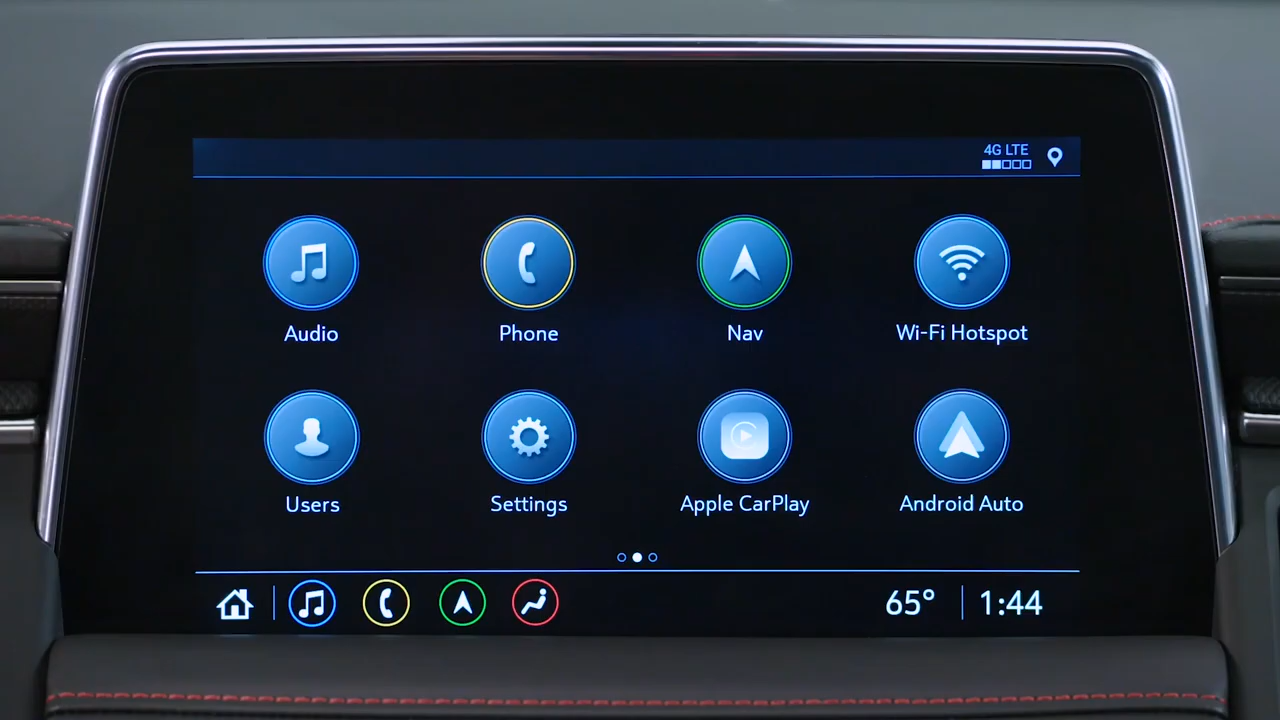 4G LTE
Audio
Phone
Nav
Wi-Fi Hotspot
Users
Settings
Apple CarPlay
Android Auto
65°
1:44